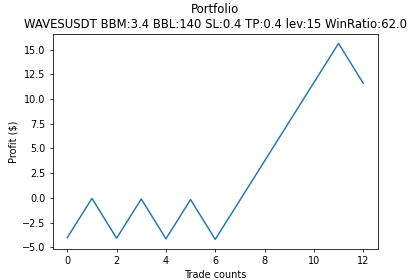 Portfolio
WAVESUSDT BBM:3.4 BBL:140 SL:0.4 TP:0.4 lev:15 WinRatio:62.0
15.0
12.5
10.0
7.5
5.0
2.5
0.0
−2.5
−5.0
Profit ($)
0 2 4 6 8 10 12
Trade counts